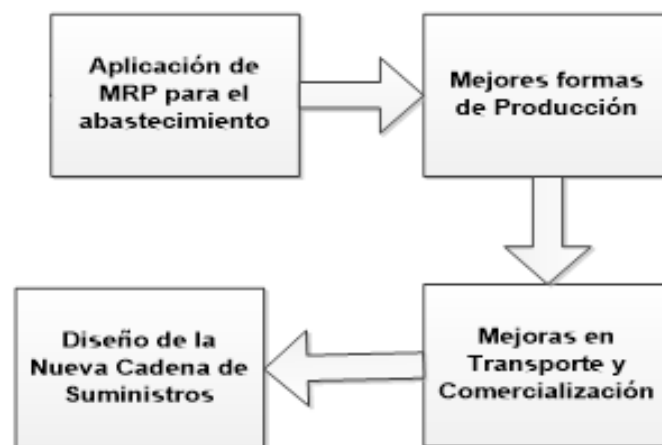 Aplicación de
MRP para el
abastecimiento
Mejores formas
de Producción
Mejoras en
Transporte y
Comercialización
Diseño de la
Nueva Cadena de
Suministros